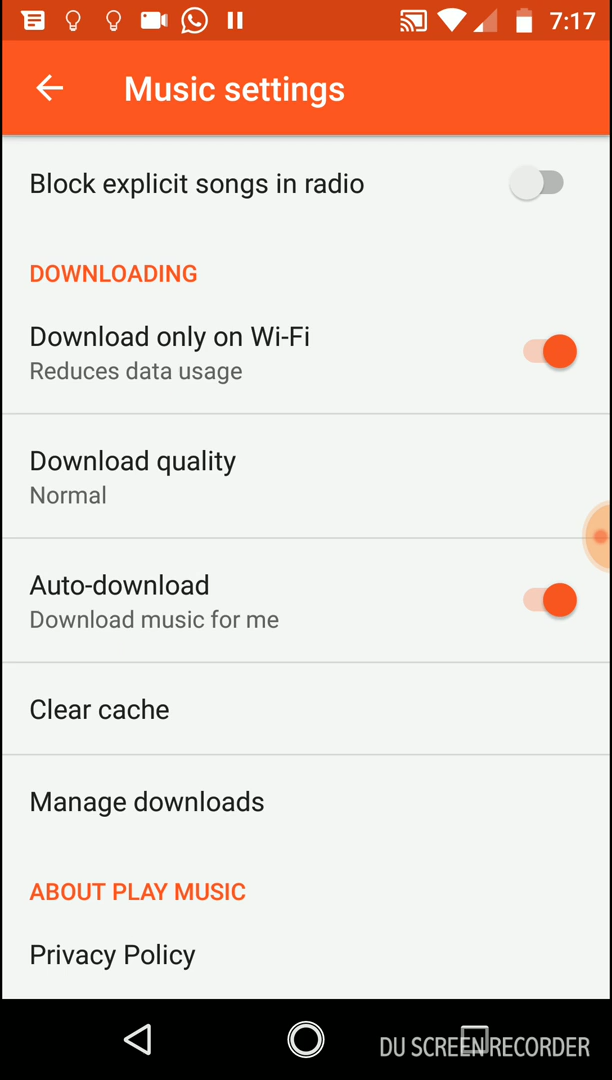 7:17
Music settings
Block explicit songs in radio
DOWNLOADING
Download only on Wi-Fi
Reduces data usage
Download quality
Normal
Auto-download
Download music for me
Clear cache
Manage downloads
ABOUT PLAY MUSIC
Privacy Policy
DU SCREEN RECORDER